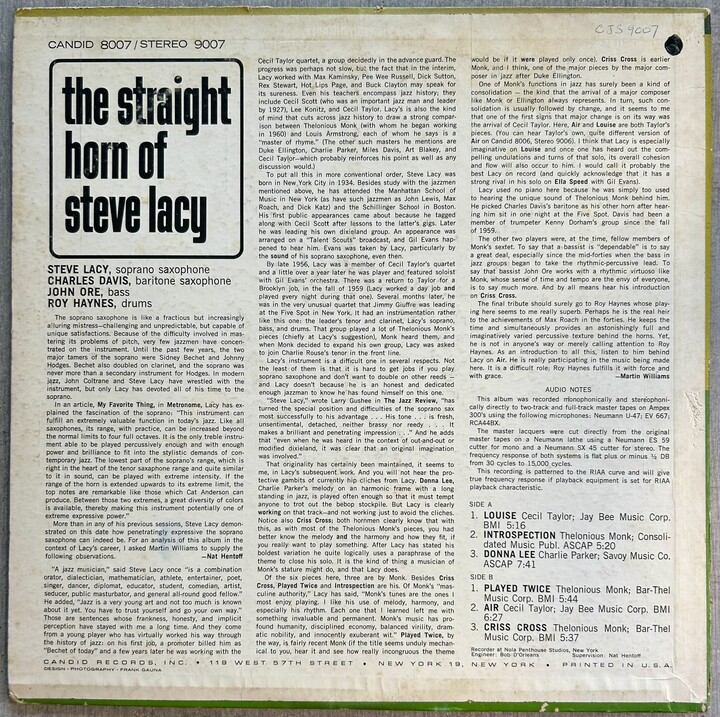 CJS 9007
CANDID 8007/STEREO 9007
the straight
horn of
steve lacy
STEVE LACY, soprano saxophone
CHARLES DAVIS, baritone saxophone
JOHN ORE, bass
ROY HAYNES, drums
The soprano saxophone is like a fractious but increasingly
alluring mistress—challenging and unpredictable, but capable of
unique satisfactions. Because of the difficulty involved in mas-
tering its problems of pitch, very few jazzmen have concen-
trated on the instrument. Until the past few years, the two
major tamers of the soprano were Sidney Bechet and Johnny
Hodges. Bechet also doubled on clarinet, and the soprano was
never more than a secondary instrument for Hodges. In modern
jazz, John Coltrane and Steve Lacy have wrestled with the
instrument, but only Lacy has devoted all of his time to the
soprano.
In an article, My Favorite Thing, in Metronome, Lacy has
explained the fascination of the soprano: "This instrument can
fulfill an extremely valuable function in today's jazz. Like all
saxophones, its range, with practice, can be increased beyond
the normal limits to four full octaves. It is the only treble instru-
ment able to be played percussively enough and with enough
power and brilliance to fit into the stylistic demands of con-
temporary jazz. The lowest part of the soprano's range, which is
right in the heart of the tenor saxophone range and quite similar
to it in sound, can be played with extreme intensity. If the
range of the horn is extended upwards to its extreme limit, the
top notes are remarkable like those which Cat Anderson can
produce. Between those two extremes, a great diversity of colors
is available, thereby making this instrument potentially one of
extreme expressive power."
More than in any of his previous sessions, Steve Lacy demon-
strated on this date how penetratingly expressive the soprano
saxophone can indeed be. For an analysis of this album in the
context of Lacy's career, I asked Martin Williams to supply the
following observations. —Nat Hentoff
"A jazz musician," said Steve Lacy once "is a combination
orator, dialectician, mathematician, athlete, entertainer, poet,
singer, dancer, diplomat, educator, student, comedian, artist,
seducer, public masturbator, and general all-round good fellow."
He added, "Jazz is a very young art and not too much is known
about it yet. You have to trust yourself and go your own way."
Those are sentences whose frankness, honesty, and implicit
perception have stayed with me a long time. And they come
from a young player who has virtually worked his way through
the history of jazz: on his first job, a promoter billed him as
"Bechet of today" and a few years later he was working with the
Cecil Taylor quartet, a group decidedly in the advance guard. The
progress was perhaps not slow, but the fact that in the interim,
Lacy worked with Max Kaminsky, Pee Wee Russell, Dick Sutton,
Rex Stewart, Hot Lips Page, and Buck Clayton may speak for
its sureness. Even his teachers encompass jazz history; they
include Cecil Scott (who was an important jazz man and leader
by 1927), Lee Konitz, and Cecil Taylor. Lacy's is also the kind
of mind that cuts across jazz history to draw a strong compar-
ison between Thelonious Monk (with whom he began working
in 1960) and Louis Armstrong, each of whom he says is a
"master of rhyme." (The other such masters he mentions are
Duke Ellington, Charlie Parker, Miles Davis, Art Blakey, and
Cecil Taylor—which probably reinforces his point as well as any
discussion would.)
To put all this in more conventional order, Steve Lacy was
born in New York City in 1934. Besides study with the jazzmen
mentioned above, he has attended the Manhattan School of
Music in New York (as have such jazzmen as John Lewis, Max
Roach, and Dick Katz) and the Schillinger School in Boston.
His first public appearances came about because he tagged
along with Cecil Scott after lessons to the latter's gigs. Later
he was leading his own dixieland group. An appearance was
arranged on a "Talent Scouts" broadcast, and Gil Evans hap-
pened to hear him. Evans was taken by Lacy, particularly by
the sound of his soprano saxophone, even then.
By late 1956, Lacy was a member of Cecil Taylor's quartet
and a little over a year later he was player and featured soloist
with Gil Evans' orchestra. There was a return to Taylor for a
Brooklyn job, in the fall of 1959 (Lacy worked a day job and
played every night during that one). Several months later, he
was in the very unusual quartet that Jimmy Giuffre was leading
at the Five Spot in New York. It had an instrumentation rather
like this one: the leader's tenor and clarinet, Lacy's soprano,
bass, and drums. That group played a lot of Thelonious Monk's
pieces (chiefly at Lacy's suggestion), Monk heard them, and
when Monk decided to expand his own group, Lacy was asked
to join Charlie Rouse's tenor in the front line.
Lacy's instrument is a difficult one in several respects. Not
the least of them is that it is hard to get jobs if you play
soprano saxophone and don't want to double on other reeds —
and Lacy doesn't because he is an honest and dedicated
enough jazzman to know he has found himself on this one.
"Steve Lacy," wrote Larry Gushee in The Jazz Review, "has
turned the special position and difficulties of the soprano sax
most successfully to his advantage . . . His tone . . . is fresh,
unsentimental, detached, neither brassy nor reedy . . . It
makes a brilliant and penetrating impression . . ." And he adds
that "even when he was heard in the context of out-and-out or
modified dixieland, it was clear that an original imagination
was involved."
That originality has certainly been maintained, it seems to
me, in Lacy's subsequent work. And you will not hear the pro-
perative gambits of currently hip cliches from Lacy. Donna Lee,
Charlie Parker's melody on an harmonic frame with a long
standing in jazz, is played often enough so that it must tempt
anyone to trot out the bebop stockpile. But Lacy is clearly
working on that track—and not working just to avoid the cliches.
Notice also Criss Cross; both hornmen clearly know that with
this, as with most of the Thelonious Monk's pieces, you had
better know the melody and the harmony and how they fit, if
you really want to play something. After Lacy has stated his
boldest variation he quite logically uses a paraphrase of the
theme to close his solo. It is the kind of thing a musician of
Monk's stature might do, and that Lacy does.
Of the six pieces here, three are by Monk. Besides Criss
Cross, Played Twice and Introspection are his. Of Monk's "mas-
culine authority," Lacy has said, "Monk's tunes are the ones I
most enjoy playing. I like his use of melody, harmony, and
especially his rhythm. Each one that I learned left me with
something invaluable and permanent. Monk's music has pro-
found humanity, disciplined economy, balanced virility, drama-
tic nobility, and innocently exuberant wit." Played Twice, by
the way, is fairly recent Monk (if the title seems unduly mechan-
ical to you, hear it and see how really incongruous the theme
would be if it were played only once). Criss Cross is earlier
Monk, and I think, one of the major pieces by the major com-
poser in jazz after Duke Ellington.
One of Monk's functions in jazz has surely been a kind of
consolidation — the kind that the arrival of a major composer
like Monk or Ellington always represents. In turn, such con-
solidation is usually followed by change, and it seems to me
that one of the first signs that major change is on its way was
the arrival of Cecil Taylor. Here, Air and Louise are both Taylor's
pieces. (You can hear Taylor's own, quite different version of
Air on Candid 8006, Stereo 9006). I think that Lacy is especially
imaginative on Louise and once one has heard out the com-
pelling undulations and turns of that solo, its overall cohesion
and flow will also occur to him. I would call it probably the
best Lacy on record (and quickly acknowledge that it has a
strong rival in his solo on Ella Speed with Gil Evans).
Lacy used no piano here because he was simply too used
to hearing the unique sound of Thelonious Monk behind him.
He picked Charles Davis's baritone as his other horn after hear-
ing him sit in one night at the Five Spot. Davis had been a
member of trumpeter Kenny Dorham's group since the fall
of 1959.
The other two players were, at the time, fellow members of
Monk's sextet. To say that a bassist is "dependable" is to say
a great deal, especially since the mid-forties when the bass in
jazz groups began to take the rhythmic-percussive lead. To
say that bassist John Ore works with a rhythmic virtuoso like
Monk, whose sense of time and tempo are the envy of everyone,
is to say much more. And by all means hear his introduction
on Criss Cross.
The final tribute should surely go to Roy Haynes whose play-
ing here seems to me really superb. Perhaps he is the real heir
to the achievements of Max Roach in the forties. He keeps the
time and simultaneously provides an astonishingly full and
imaginatively varied percussive texture behind the horns. Yet,
he is not in anyone's way or merely calling attention to Roy
Haynes. As an introduction to all this, listen to him behind
Lacy on Air. He is really participating in the music being made
here. It is a difficult role; Roy Haynes fulfills it with force and
with grace. —Martin Williams
AUDIO NOTES
This album was recorded monophonically and stereophoni-
cally directly to two-track and full-track master tapes on Ampex
300's using the following microphones: Neumann U-47; EV 667;
RCA44BX.
The master lacquers were cut directly from the original
master tapes on a Neumann lathe using a Neumann ES 59
cutter for mono and a Neumann SX 45 cutter for stereo. The
frequency response of both systems is flat plus or minus ½ DB
from 30 cycles to 15,000 cycles.
This recording is patterned to the RIAA curve and will give
true frequency response if playback equipment is set for RIAA
playback characteristic.
SIDE A
1. LOUISE Cecil Taylor; Jay Bee Music Corp.
BMI 5:16
2. INTROSPECTION Thelonious Monk; Consoli-
dated Music Publ. ASCAP 5:20
3. DONNA LEE Charlie Parker; Savoy Music Co.
ASCAP 7:41
SIDE B
1. PLAYED TWICE Thelonious Monk; Bar-Thel
Music Corp. BMI 5:44
2. AIR Cecil Taylor; Jay Bee Music Corp. BMI
6:27
3. CRISS CROSS Thelonious Monk; Bar-Thel
Music Corp. BMI 5:37
Recorded at Nola Penthouse Studios, New York
Engineer: Bob D'Orleans Supervision: Nat Hentoff
CANDID RECORDS, INC. • 119 WEST 57TH STREET • NEW YORK 19, NEW YORK • PRINTED IN U.S.A.
DESIGN - PHOTOGRAPHY - FRANK GAUNA